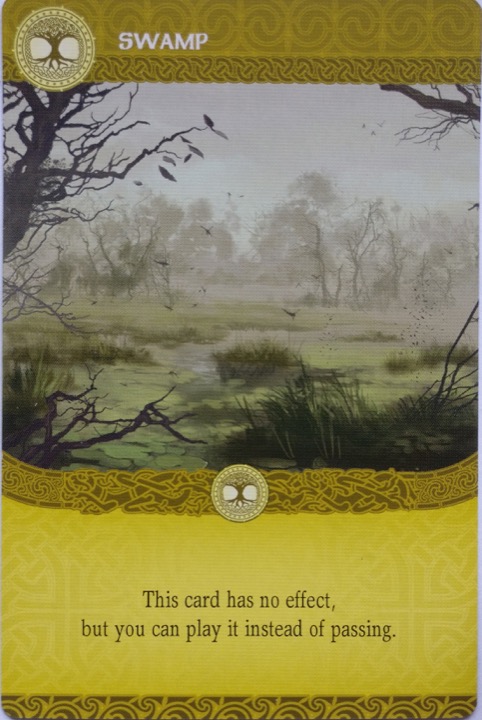 SWAMP
This card has no effect,
but you can play it instead of passing.